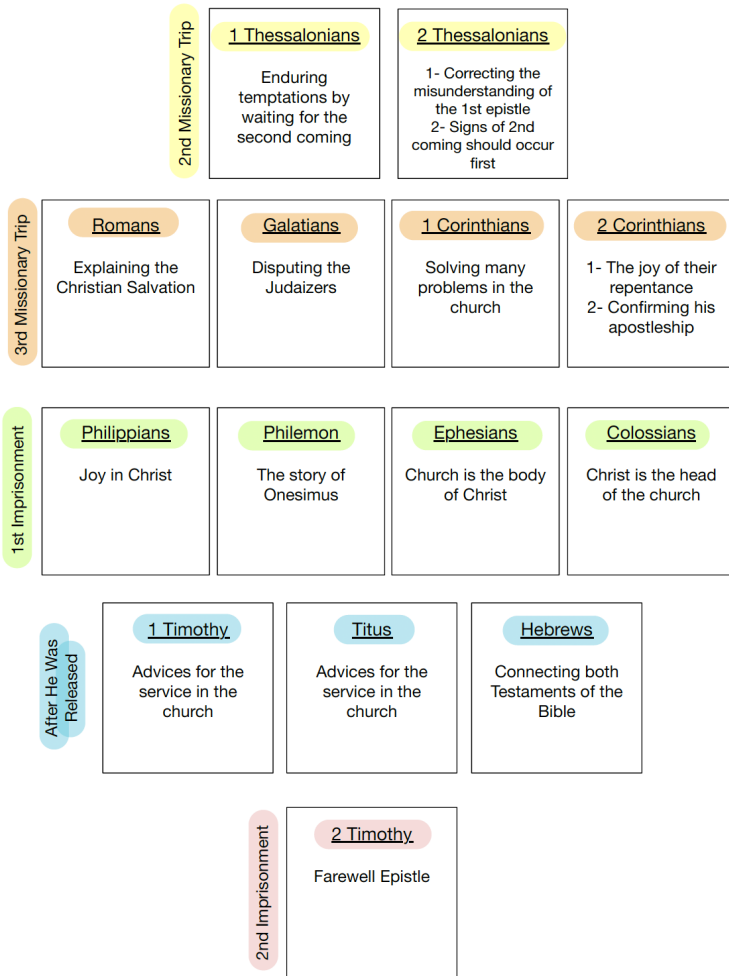 2nd Missionary Trip
1 Thessalonians
Enduring
temptations by
waiting for the
second coming
2 Thessalonians
1- Correcting the
misunderstanding of
the 1st epistle
2- Signs of 2nd
coming should occur
first
3rd Missionary Trip
Romans
Explaining the
Christian Salvation
Galatians
Disputing the
Judaizers
1 Corinthians
Solving many
problems in the
church
2 Corinthians
1- The joy of their
repentance
2- Confirming his
apostleship
1st Imprisonment
Philippians
Joy in Christ
Philemon
The story of
Onesimus
Ephesians
Church is the body
of Christ
Colossians
Christ is the head
of the church
After He Was
Released
1 Timothy
Advices for the
service in the
church
Titus
Advices for the
service in the
church
Hebrews
Connecting both
Testaments of the
Bible
2nd Imprisonment
2 Timothy
Farewell Epistle